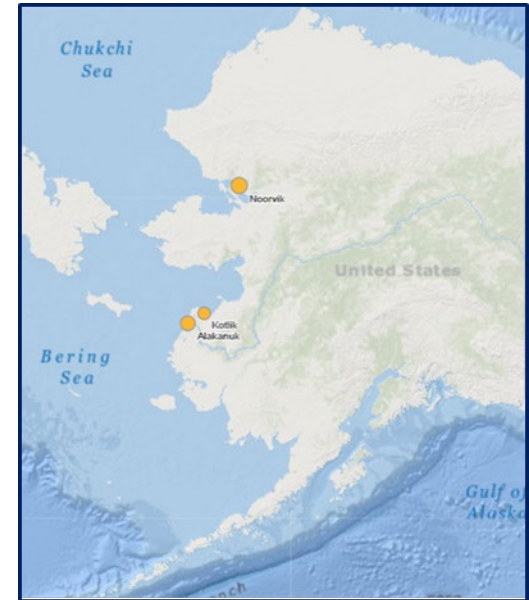 Chukchi
Sea
Noorvik
United States
Kotlik
Alakanuk
Bering
Sea
Gulf of
Alaska